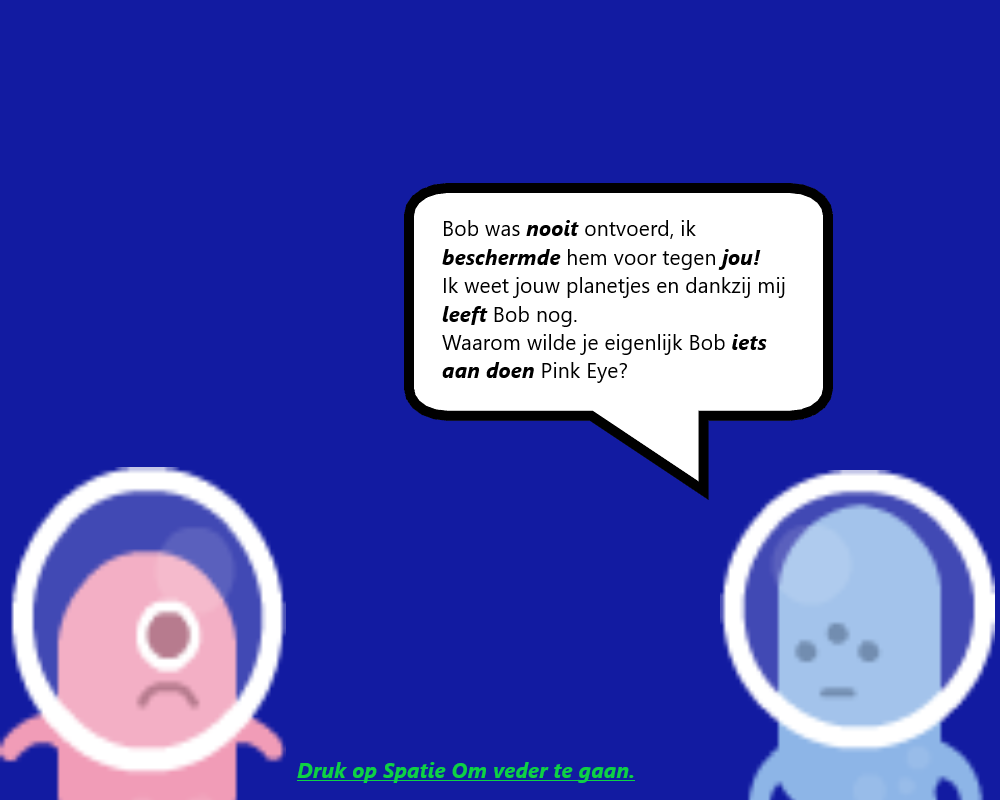 Bob was nooit ontvoerd, ik
beschermde hem voor tegen jou!
Ik weet jouw planetjes en dankzij mij
leeft Bob nog.
Waarom wilde je eigenlijk Bob iets
aan doen Pink Eye?
Druk op Spatie Om veder te gaan.